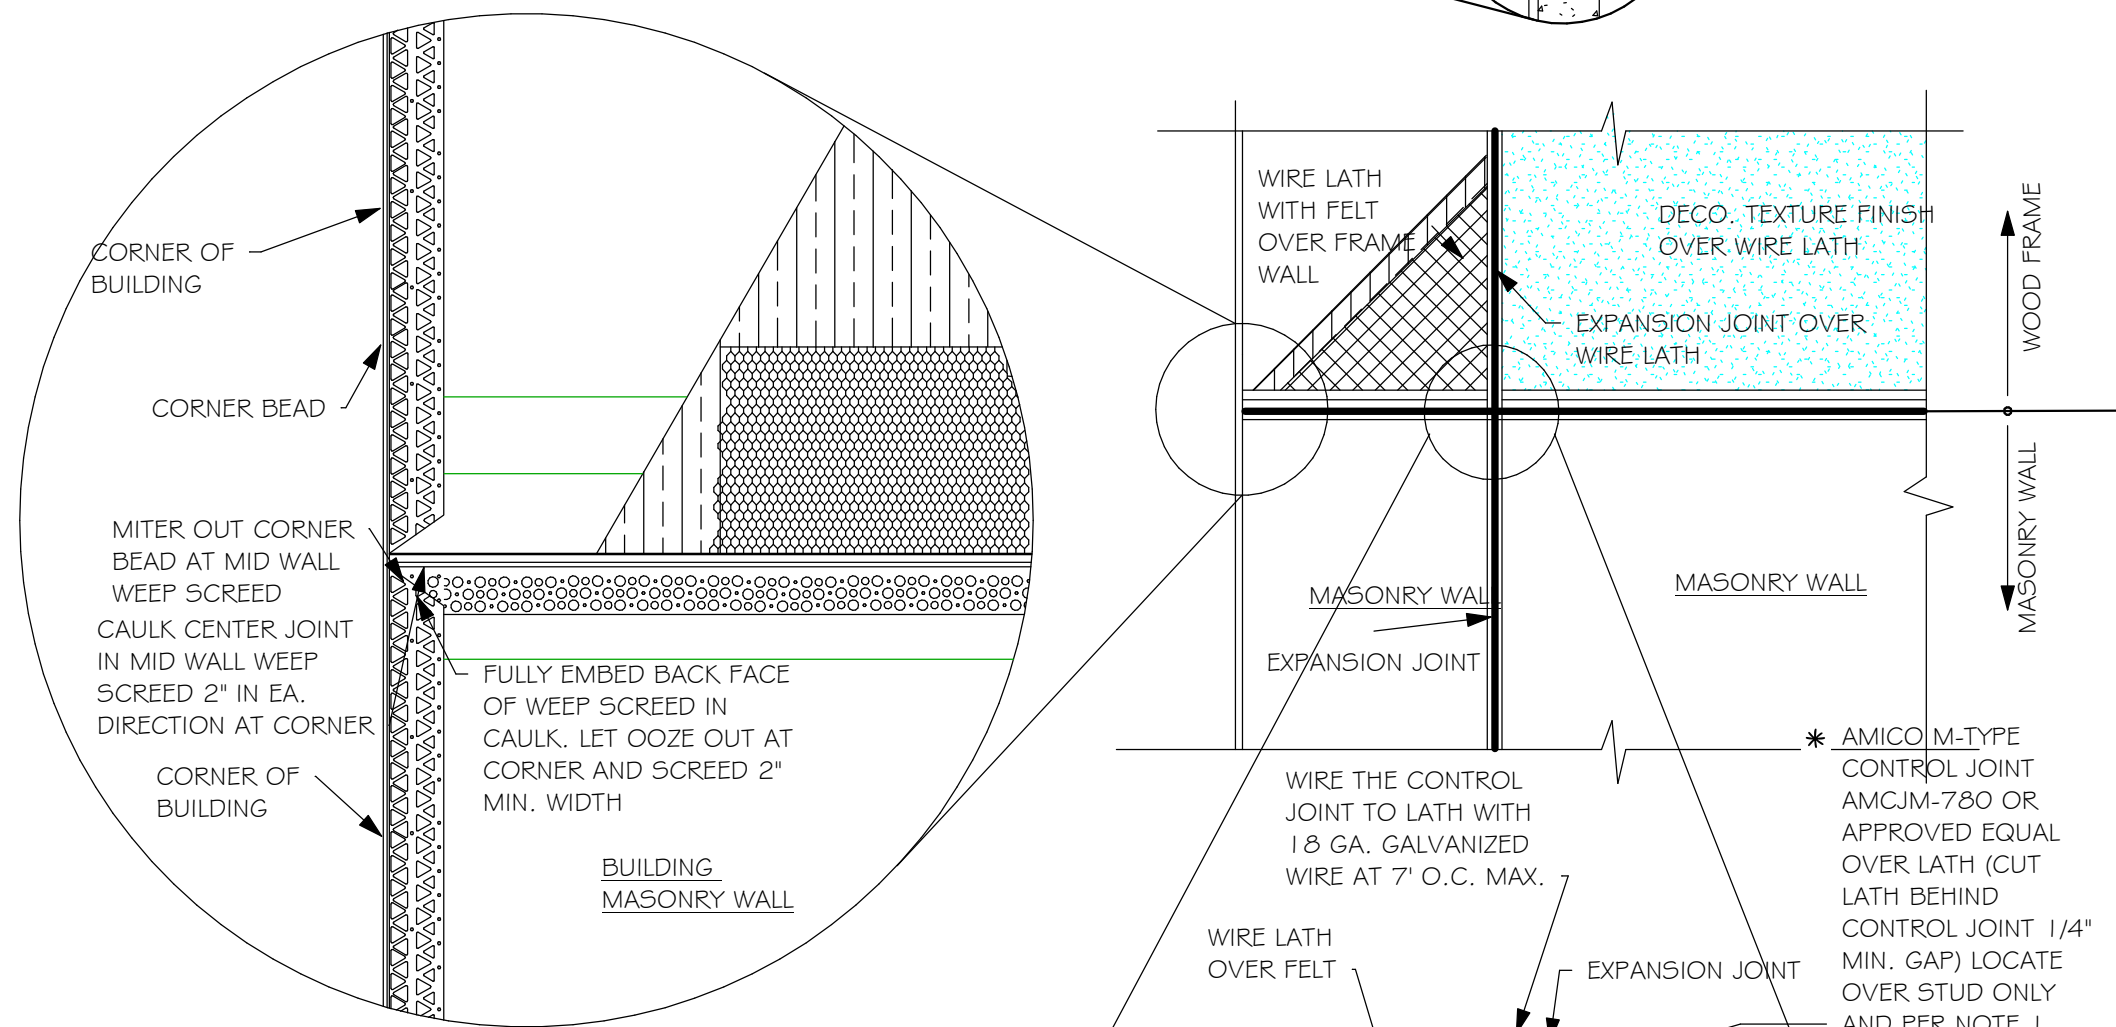 CORNER OF
BUILDING
CORNER BEAD
MITER OUT CORNER
BEAD AT MID WALL
WEEP SCREED
CAULK CENTER JOINT
IN MID WALL WEEP
SCREED 2" IN EA.
DIRECTION AT CORNER
CORNER OF
BUILDING
FULLY EMBED BACK FACE
OF WEEP SCREED IN
CAULK. LET OOZE OUT AT
CORNER AND SCREED 2"
MIN. WIDTH
BUILDING
MASONRY WALL
WIRE LATH
WITH FELT
OVER FRAME
WALL
DECO. TEXTURE FINISH
OVER WIRE LATH
EXPANSION JOINT OVER
WIRE LATH
WOOD FRAME
MASONRY WALL
MASONRY WALL
EXPANSION JOINT
MASONRY WALL
WIRE THE CONTROL
JOINT TO LATH WITH
18 GA. GALVANIZED
WIRE AT 7' O.C. MAX.
WIRE LATH
OVER FELT
EXPANSION JOINT
* AMICO M-TYPE
CONTROL JOINT
AMCJM-780 OR
APPROVED EQUAL
OVER LATH (CUT
LATH BEHIND
CONTROL JOINT 1/4"
MIN. GAP) LOCATE
OVER STUD ONLY
AND PER NOTE